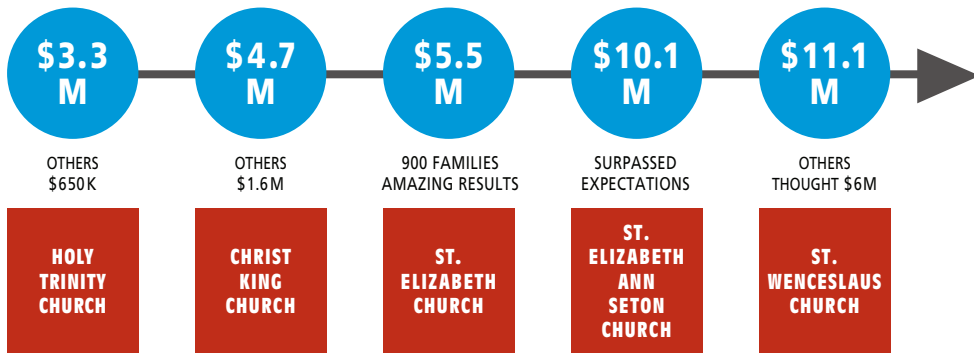 $3.3
M
$4.7
M
$5.5
M
$10.1
M
$11.1
M
OTHERS
$650K
OTHERS
$1.6M
900 FAMILIES
AMAZING RESULTS
SURPASSED
EXPECTATIONS
OTHERS
THOUGHT $6M
HOLY
TRINITY
CHURCH
CHRIST
KING
CHURCH
ST.
ELIZABETH
CHURCH
ST.
ELIZABETH
ANN
SETON
CHURCH
ST.
WENCESLAUS
CHURCH